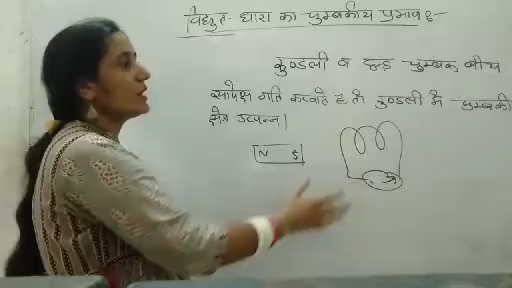 विधुत धारा का चुम्बकीय प्रभाव :-
कुण्डली व छड़ चुम्बक बीच
सापेक्ष गति करवाते है तो कुण्डली में चुम्बकी
क्षेत्र उत्पन्न।
N S